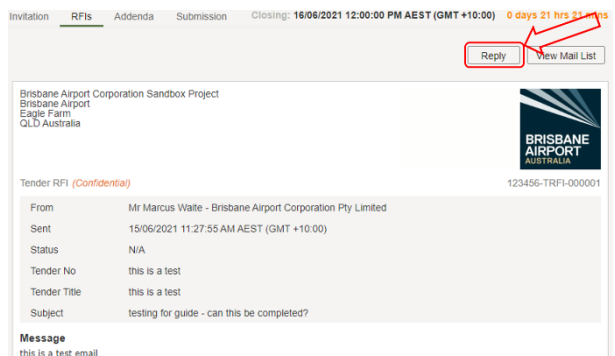 Invitation RFIs Addenda Submission Closing: 16/06/2021 12:00:00 PM AEST (GMT +10:00) 0 days 21 hrs 21 mins
Reply View Mail List
Brisbane Airport Corporation Sandbox Project
Brisbane Airport
Eagle Farm
QLD Australia
BRISBANE
AIRPORT
AUSTRALIA
Tender RFI (Confidential) 123456-TRFI-000001
From Mr Marcus Waite - Brisbane Airport Corporation Pty Limited
Sent 15/06/2021 11:27:55 AM AEST (GMT +10:00)
Status N/A
Tender No this is a test
Tender Title this is a test
Subject testing for guide - can this be completed?
Message
this is a test email